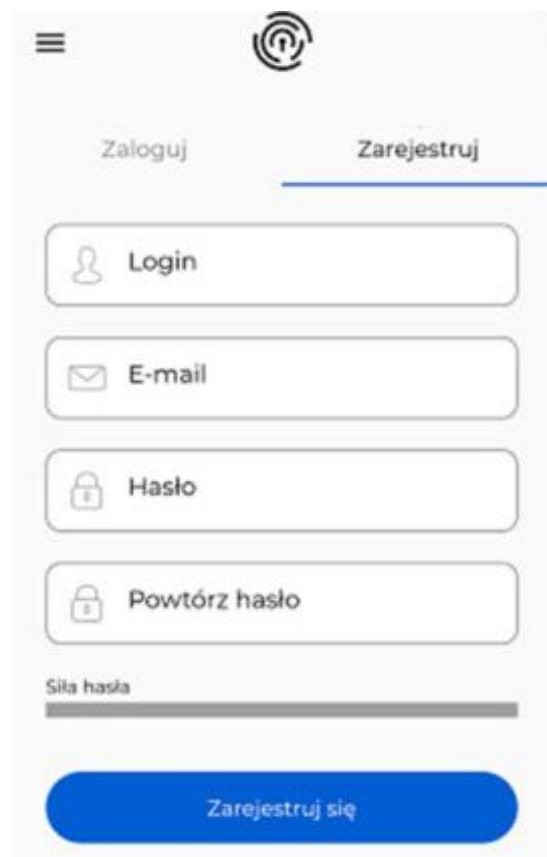 Zaloguj
Zarejestruj
Login
E-mail
Hasło
Powtórz hasło
Siła hasła
Zarejestruj się